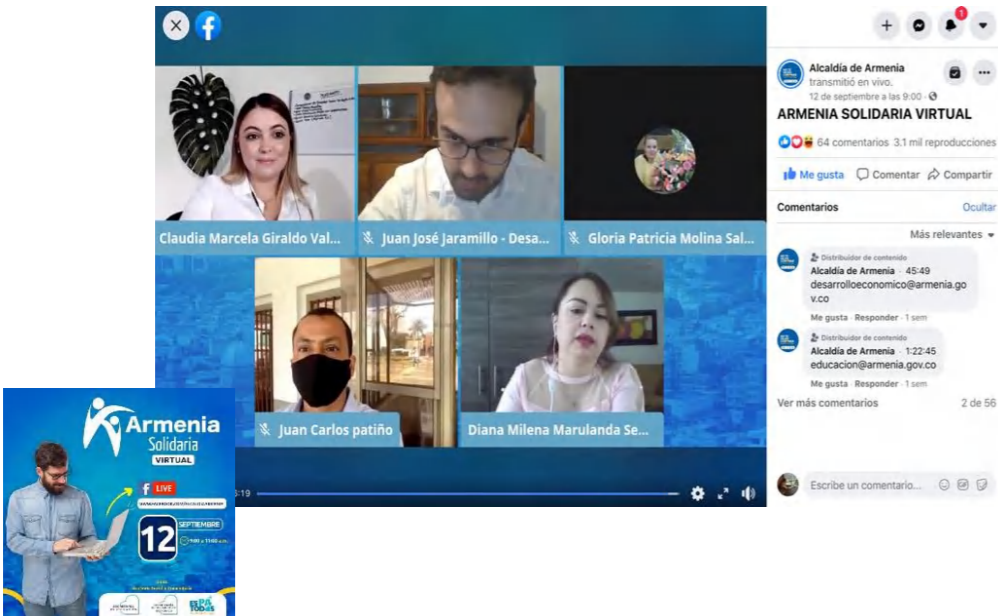 Claudia Marcela Giraldo Val...
Juan José Jaramillo - Desa...
Gloria Patricia Molina Sal...
Juan Carlos patiño
Diana Milena Marulanda Se...
:19
1
Alcaldía de Armenia
transmitió en vivo.
12 de septiembre a las 9:00 ·
ARMENIA SOLIDARIA VIRTUAL
64 comentarios 3.1 mil reproducciones
Me gusta Comentar Compartir
Comentarios Ocultar
Más relevantes
Distribuidor de contenido
Alcaldía de Armenia · 45:49
desarrolloeconomico@armenia.go
v.co
Me gusta · Responder · 1 sem
Distribuidor de contenido
Alcaldía de Armenia · 1:22:45
educacion@armenia.gov.co
Me gusta · Responder · 1 sem
Ver más comentarios 2 de 56
Escribe un comentario...
Armenia
Solidaria
VIRTUAL
f LIVE
12
SEPTIEMBRE
ES PA
TODOS